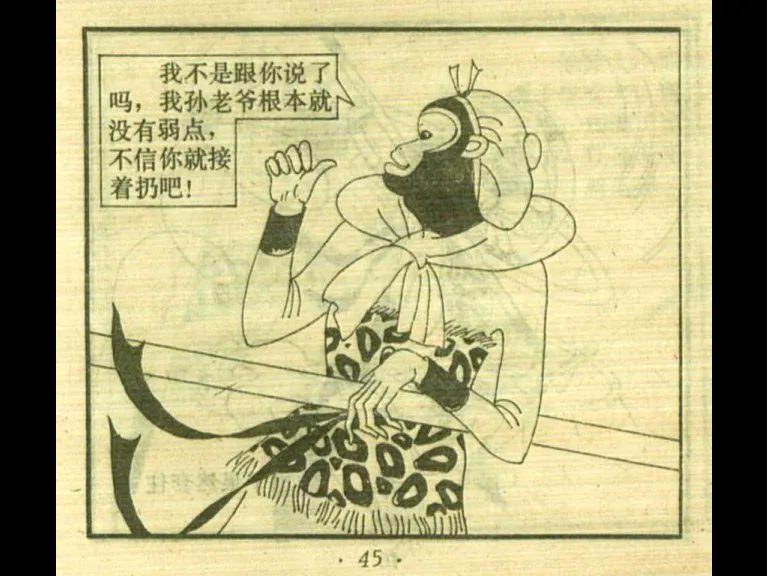 我不是跟你说了
吗，我孙老爷根本就
没有弱点，
不信你就接
着扔吧！
· 45 ·